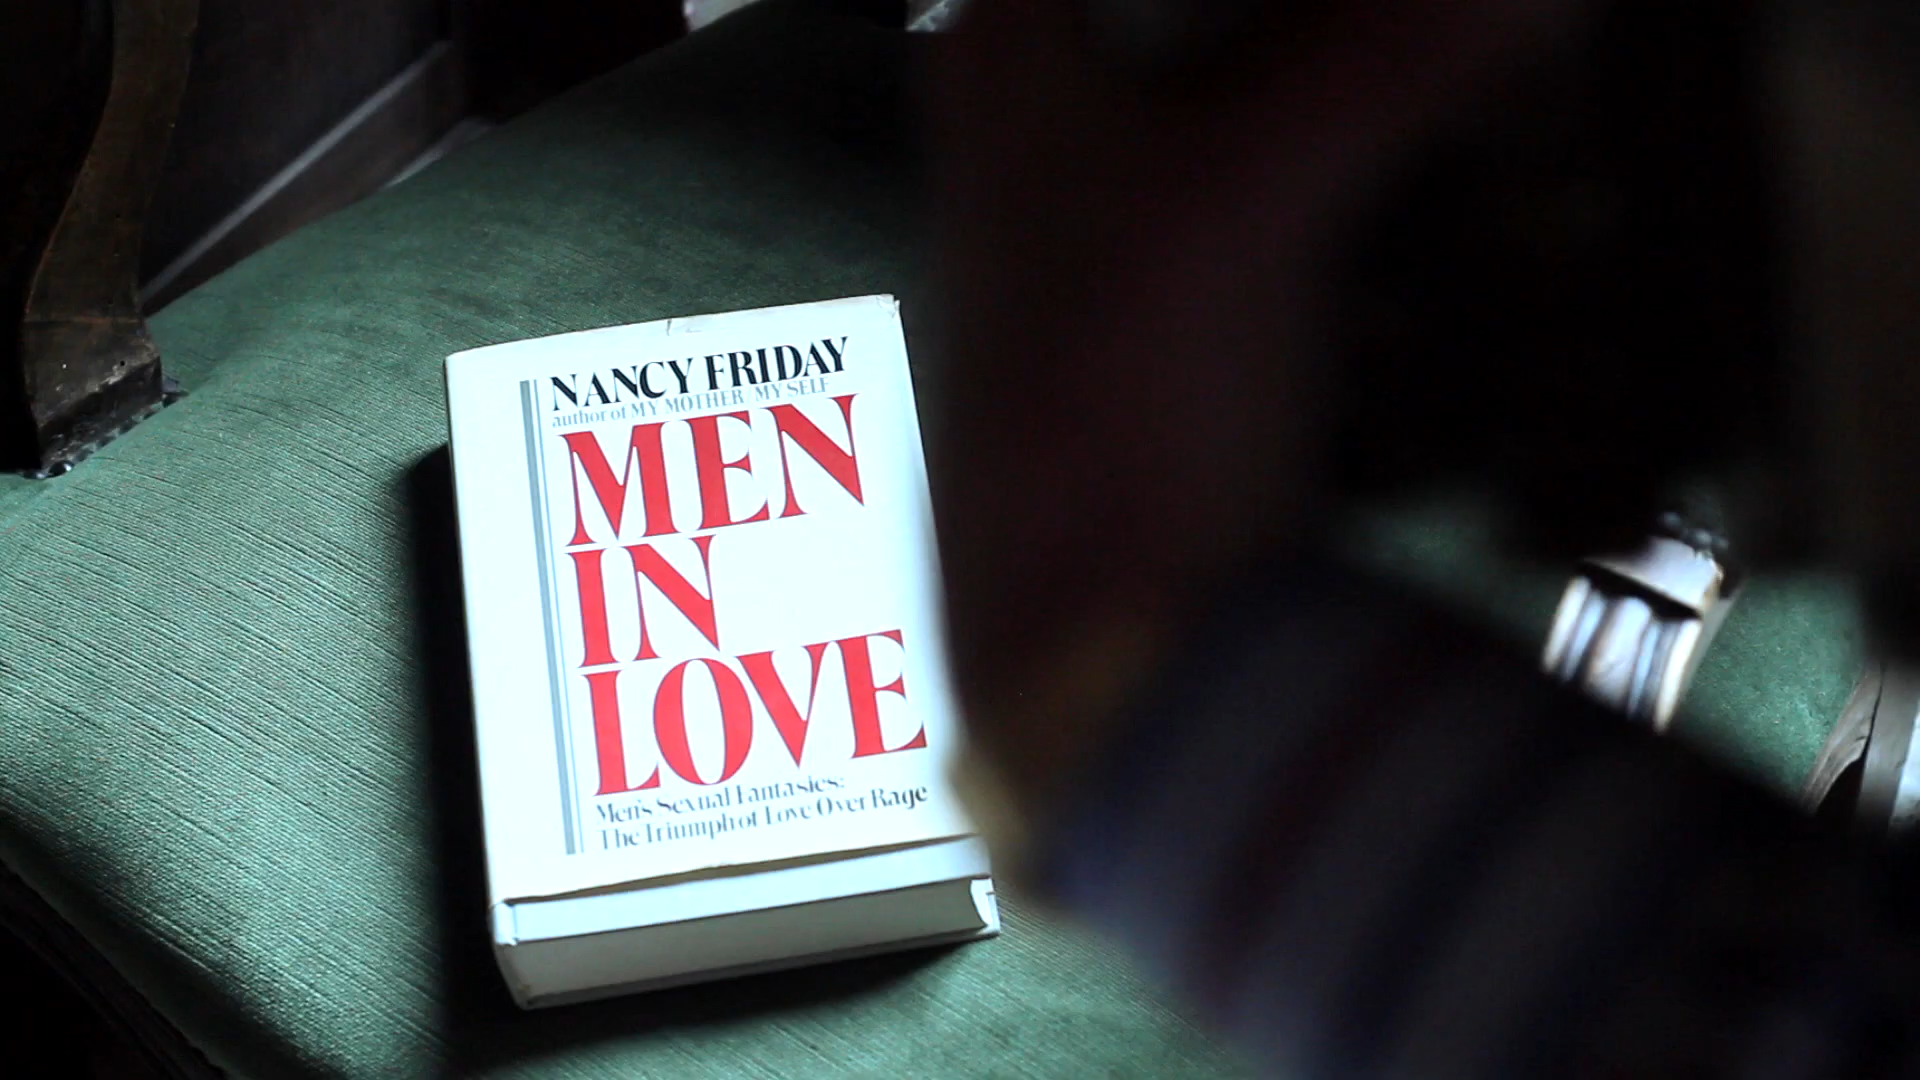 NANCY FRIDAY
author of MY MOTHER/MY SELF
MEN
IN
LOVE
Men's Sexual Fantasies:
The Triumph of Love Over Rage